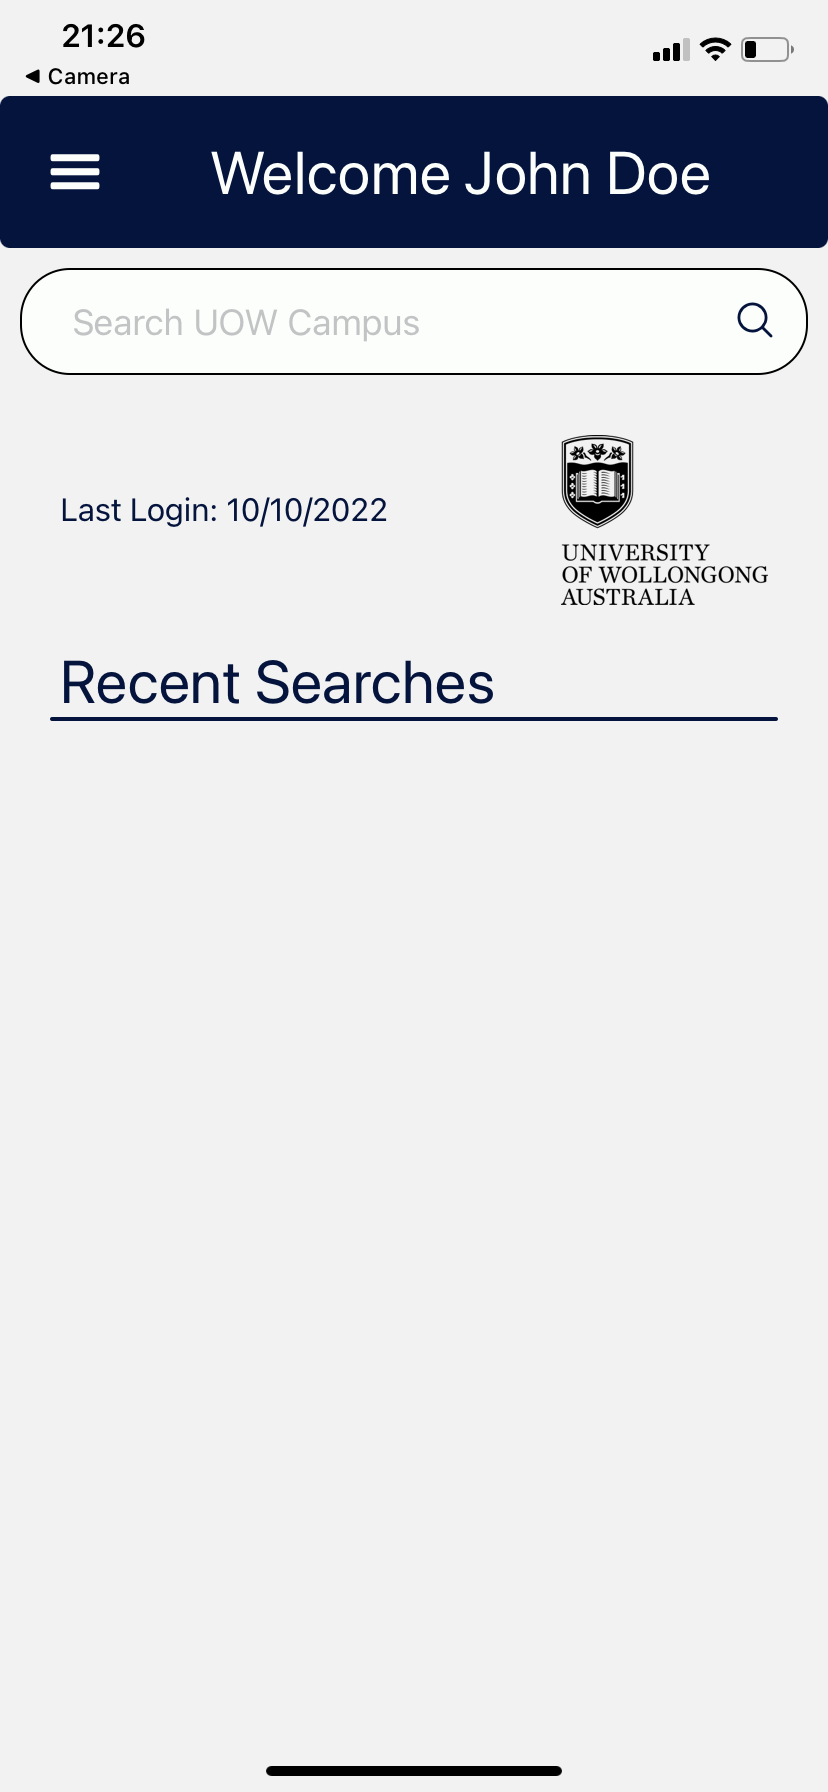 21:26
◀ Camera
Welcome John Doe
Search UOW Campus
Last Login: 10/10/2022
UNIVERSITY
OF WOLLONGONG
AUSTRALIA
Recent Searches